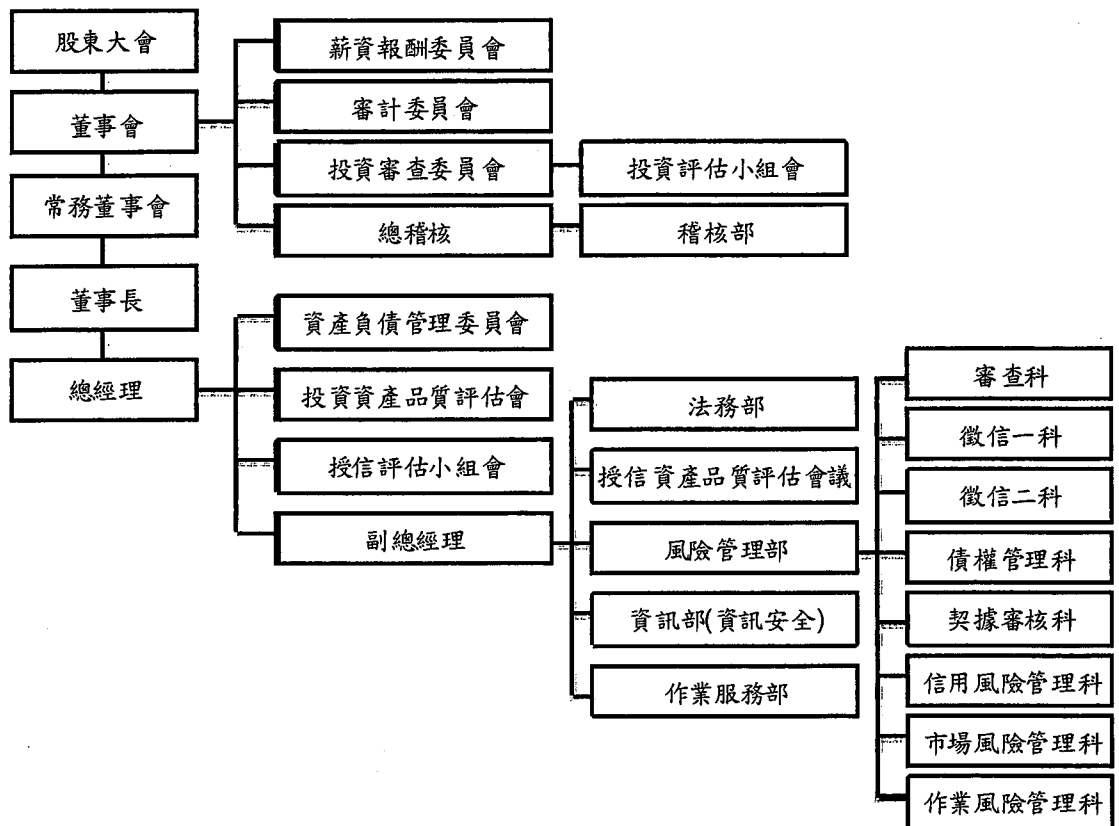 股東大會
董事會
常務董事會
董事長
總經理
薪資報酬委員會
審計委員會
投資審查委員會
總稽核
投資評估小組會
稽核部
資產負債管理委員會
投資資產品質評估會
授信評估小組會
副總經理
法務部
授信資產品質評估會議
風險管理部
資訊部(資訊安全)
作業服務部
審查科
徵信一科
徵信二科
債權管理科
契據審核科
信用風險管理科
市場風險管理科
作業風險管理科